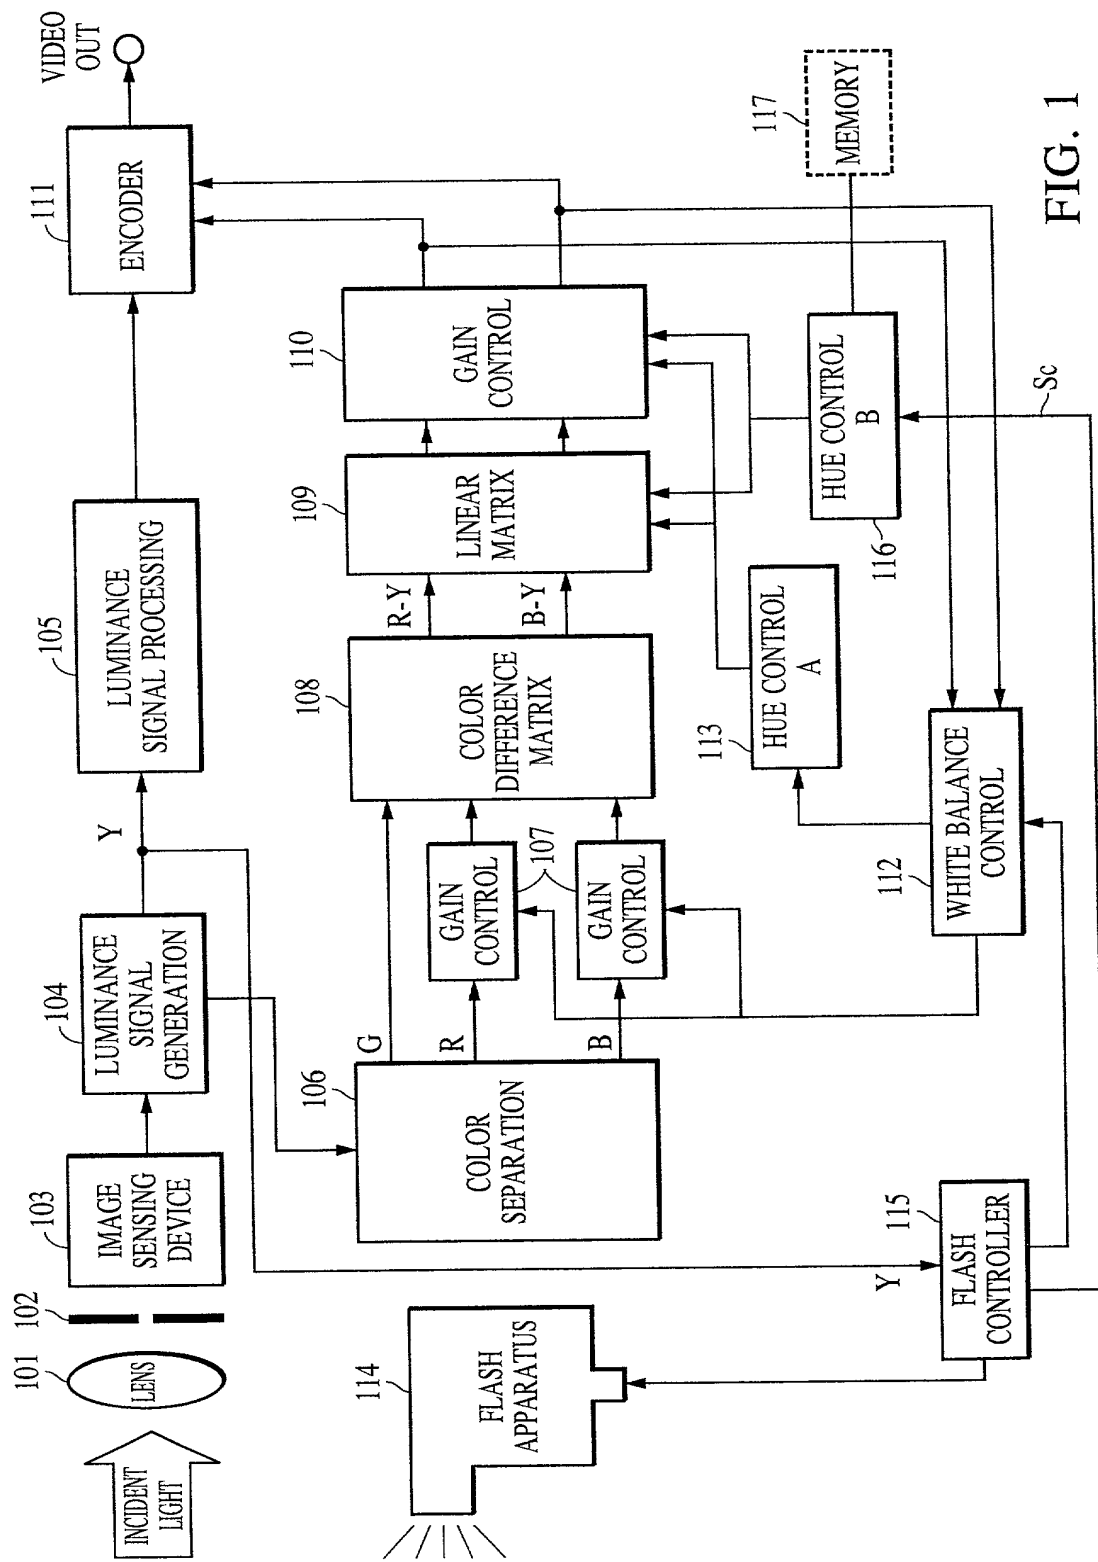 INCIDENT
LIGHT
101
LENS
102
103
IMAGE
SENSING
DEVICE
104
LUMINANCE
SIGNAL
GENERATION
Y
105
LUMINANCE
SIGNAL PROCESSING
111
ENCODER
VIDEO
OUT
106
COLOR
SEPARATION
G
R
B
GAIN
CONTROL
107
GAIN
CONTROL
108
COLOR
DIFFERENCE
MATRIX
R-Y
B-Y
109
LINEAR
MATRIX
110
GAIN
CONTROL
114
FLASH
APPARATUS
Y
115
FLASH
CONTROLLER
112
WHITE BALANCE
CONTROL
113
HUE CONTROL
A
116
HUE CONTROL
B
117
MEMORY
Sc
FIG. 1